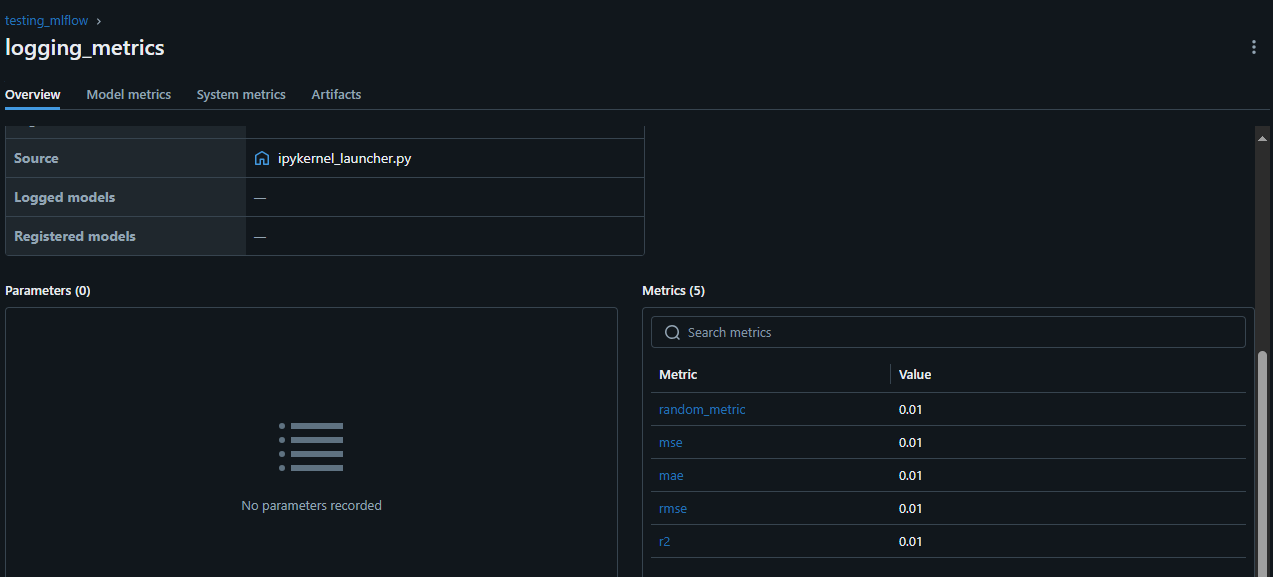 testing_mlflow ›
logging_metrics
Overview Model metrics System metrics Artifacts
Source ipykernel_launcher.py
Logged models —
Registered models —
Parameters (0)
No parameters recorded
Metrics (5)
Search metrics
Metric Value
random_metric 0.01
mse 0.01
mae 0.01
rmse 0.01
r2 0.01